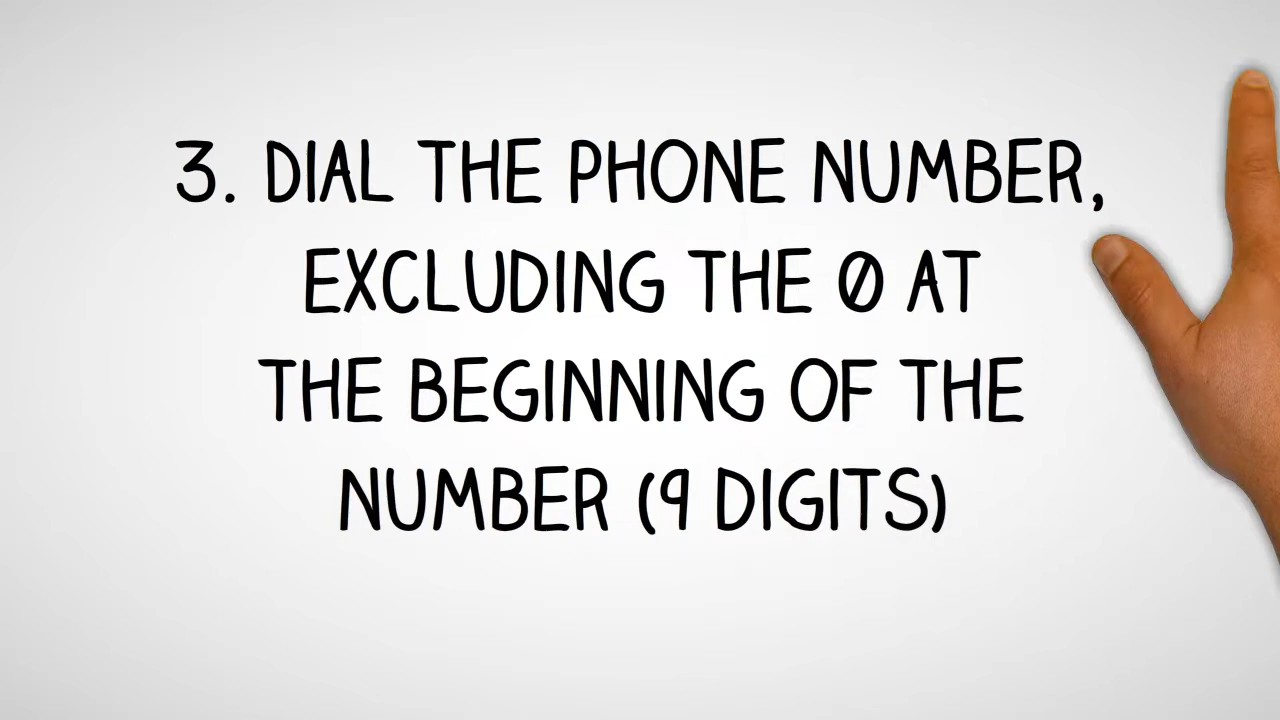 3. DIAL THE PHONE NUMBER,
EXCLUDING THE 0 AT
THE BEGINNING OF THE
NUMBER (9 DIGITS)